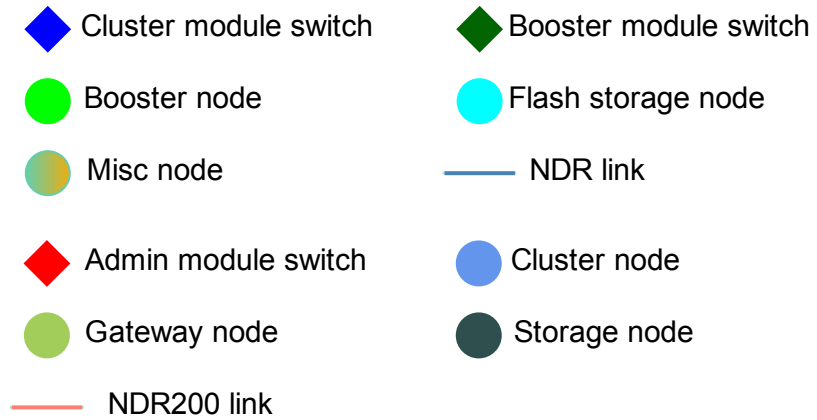 Cluster module switch
Booster module switch
Booster node
Flash storage node
Misc node
NDR link
Admin module switch
Cluster node
Gateway node
Storage node
NDR200 link